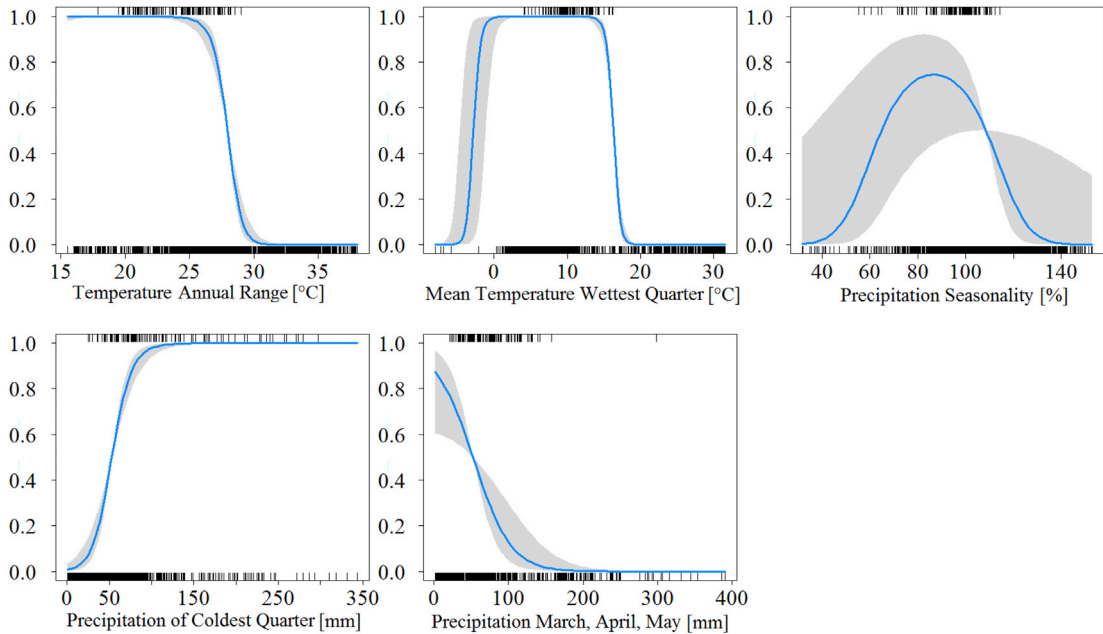 1.0 1.0 1.0
0.8 0.8 0.8
0.6 0.6 0.6
0.4 0.4 0.4
0.2 0.2 0.2
0.0 0.0 0.0
15 20 25 30 35 0 10 20 30 40 60 80 100 120 140
Temperature Annual Range [°C] Mean Temperature Wettest Quarter [°C] Precipitation Seasonality [%]
1.0 1.0
0.8 0.8
0.6 0.6
0.4 0.4
0.2 0.2
0.0 0.0
0 50 100 150 200 250 300 350 0 100 200 300 400
Precipitation of Coldest Quarter [mm] Precipitation March, April, May [mm]